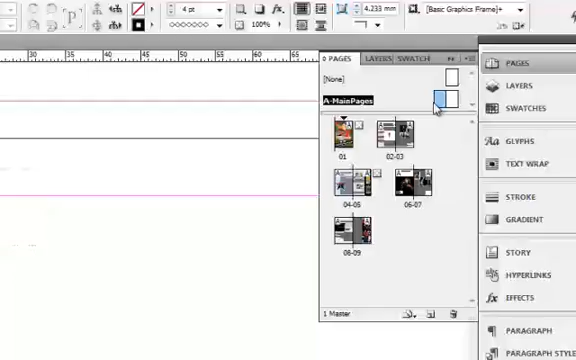 4 pt
100%
4.233 mm
[Basic Graphics Frame]+
30 35 40 45 50 55 60 65
PAGES LAYERS SWATCH
[None]
A-MainPages
01 02-03
04-05 06-07
08-09
1 Master
PAGES
LAYERS
SWATCHES
GLYPHS
TEXT WRAP
STROKE
GRADIENT
STORY
HYPERLINKS
EFFECTS
PARAGRAPH
PARAGRAPH STYLE